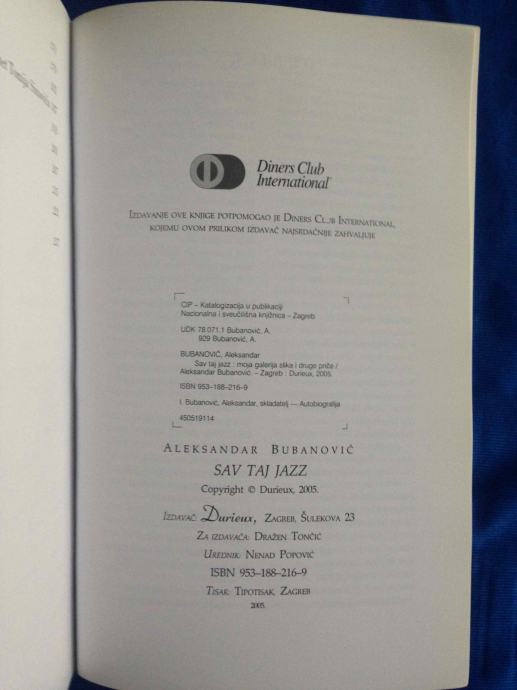 Diners Club
International
IZDAVANJE OVE KNJIGE POTPOMOGAO JE DINERS CLUB INTERNATIONAL,
KOJEMU OVOM PRILIKOM IZDAVAČ NAJSRDAČNIJE ZAHVALJUJE
CIP – Katalogizacija u publikaciji
Nacionalna i sveučilišna knjižnica – Zagreb
UDK 78.071.1 Bubanović, A.
929 Bubanović, A.
BUBANOVIĆ, Aleksandar
Sav taj jazz : moja galerija slika i druge priče /
Aleksandar Bubanović. – Zagreb : Durieux, 2005.
ISBN 953-188-216-9
I. Bubanović, Aleksandar, skladatelj — Autobiografija
450519114
ALEKSANDAR BUBANOVIĆ
SAV TAJ JAZZ
Copyright © Durieux, 2005.
IZDAVAČ: Durieux, ZAGREB, ŠULEKOVA 23
ZA IZDAVAČA: DRAŽEN TONČIĆ
UREDNIK: NENAD POPOVIĆ
ISBN 953–188–216–9
TISAK: TIPOTISAK, ZAGREB
2005.